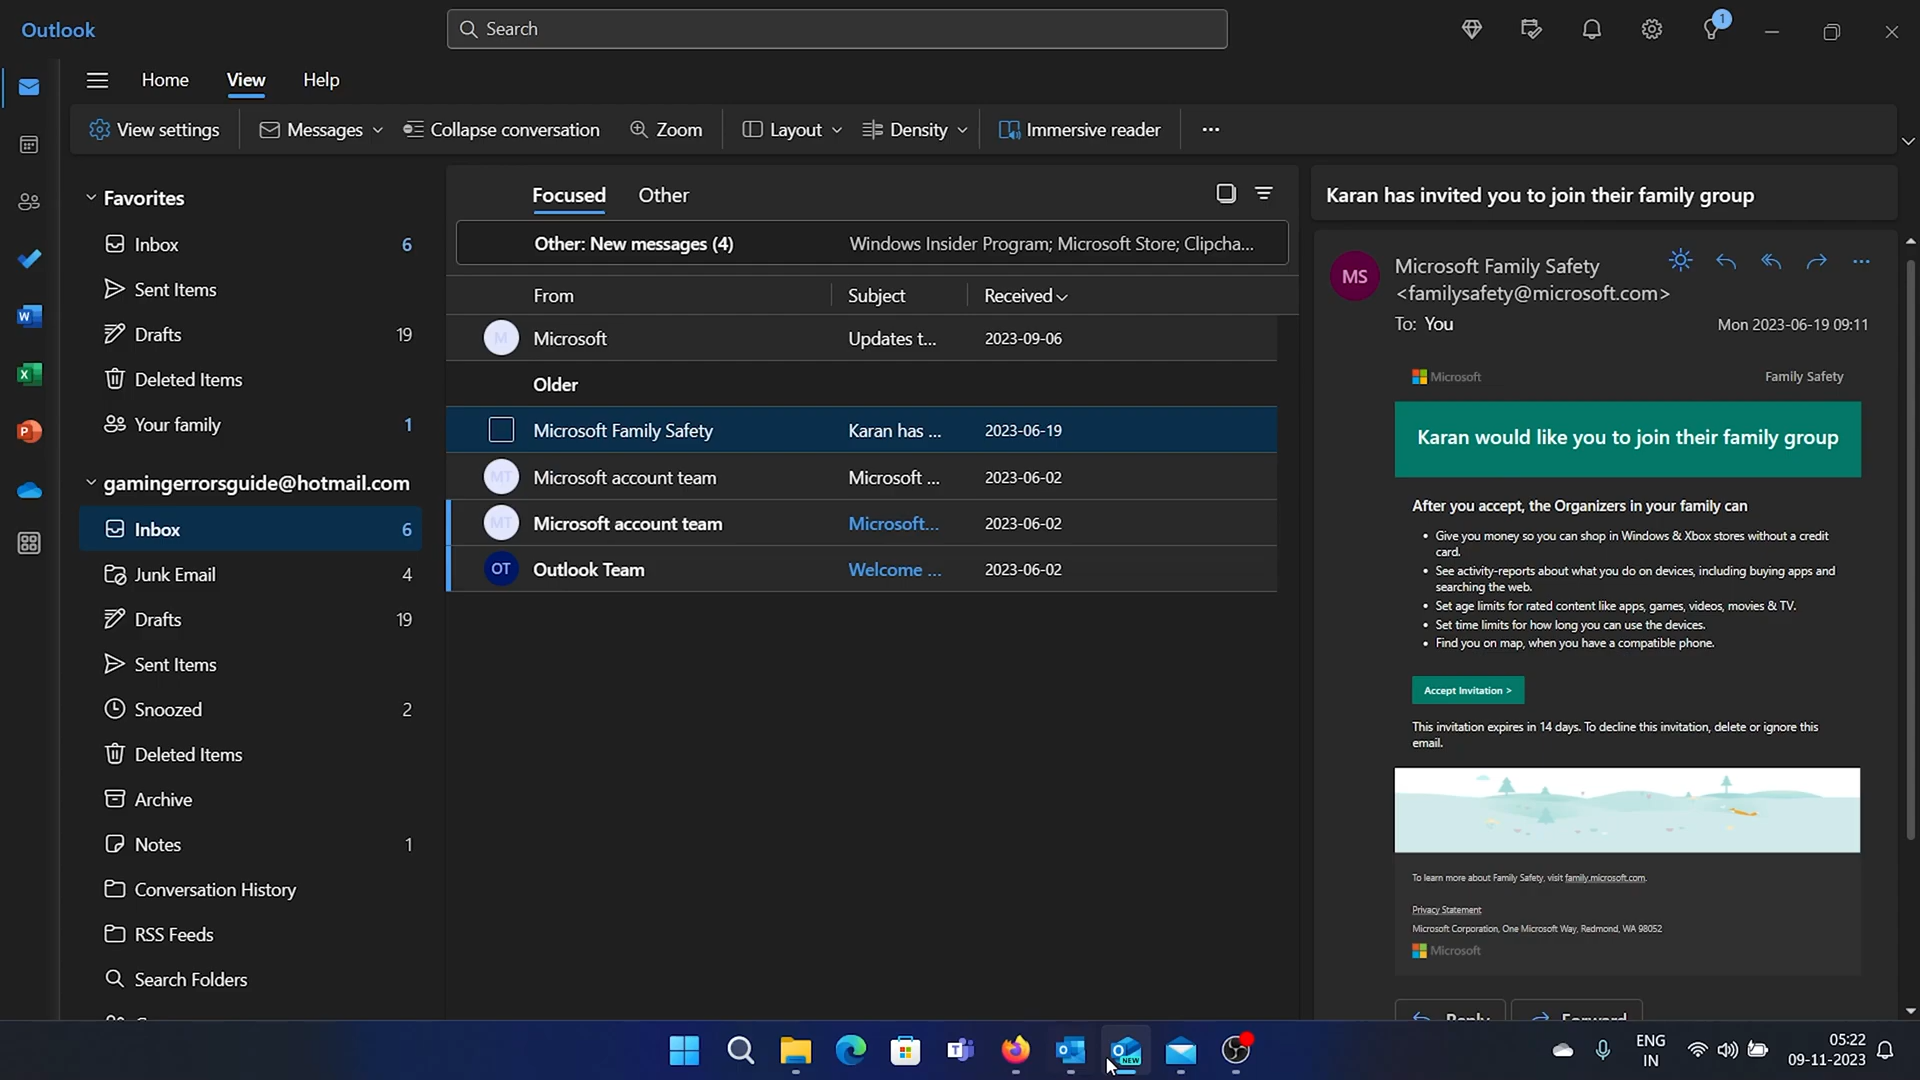 Outlook
Search
1
Home
View
Help
View settings
Messages
Collapse conversation
Zoom
Layout
Density
Immersive reader
Favorites
Inbox 6
Sent Items
Drafts 19
Deleted Items
Your family 1
gamingerrorsguide@hotmail.com
Inbox 6
Junk Email 4
Drafts 19
Sent Items
Snoozed 2
Deleted Items
Archive
Notes 1
Conversation History
RSS Feeds
Search Folders
Focused Other
Other: New messages (4) Windows Insider Program; Microsoft Store; Clipcha...
From Subject Received
M Microsoft Updates t... 2023-09-06
Older
Microsoft Family Safety Karan has ... 2023-06-19
MT Microsoft account team Microsoft ... 2023-06-02
MT Microsoft account team Microsoft... 2023-06-02
OT Outlook Team Welcome ... 2023-06-02
Karan has invited you to join their family group
MS
Microsoft Family Safety
<familysafety@microsoft.com>
To: You
Mon 2023-06-19 09:11
Microsoft
Family Safety
Karan would like you to join their family group
After you accept, the Organizers in your family can
• Give you money so you can shop in Windows & Xbox stores without a credit
card.
• See activity-reports about what you do on devices, including buying apps and
searching the web.
• Set age limits for rated content like apps, games, videos, movies & TV.
• Set time limits for how long you can use the devices.
• Find you on map, when you have a compatible phone.
Accept Invitation >
This invitation expires in 14 days. To decline this invitation, delete or ignore this
email.
To learn more about Family Safety, visit family.microsoft.com.
Privacy Statement
Microsoft Corporation, One Microsoft Way, Redmond, WA 98052
Microsoft
Reply
Forward
NEW
ENG
IN
05:22
09-11-2023